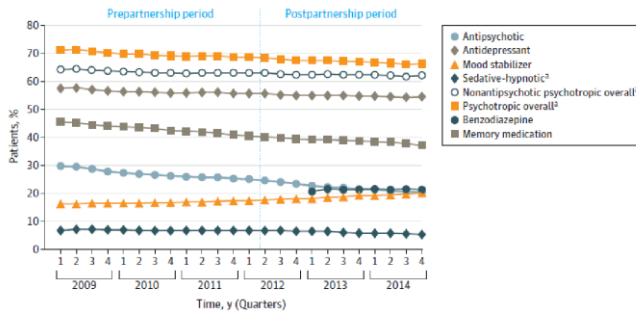 Prepartnership period Postpartnership period
80
70
60
50
40
30
20
10
0
Patients, %
1 2 3 4 1 2 3 4 1 2 3 4 1 2 3 4 1 2 3 4 1 2 3 4
2009 2010 2011 2012 2013 2014
Time, y (Quarters)
Antipsychotic
Antidepressant
Mood stabilizer
Sedative-hypnotic^a
Nonantipsychotic psychotropic overall
Psychotropic overall^a
Benzodiazepine
Memory medication